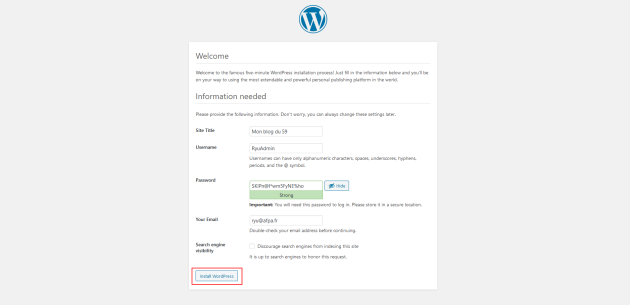 Welcome
Welcome to the famous five-minute WordPress installation process! Just fill in the information below and you'll be
on your way to using the most extendable and powerful personal publishing platform in the world.
Information needed
Please provide the following information. Don't worry, you can always change these settings later.
Site Title
Mon blog du 59
Username
RyuAdmin
Usernames can have only alphanumeric characters, spaces, underscores, hyphens,
periods, and the @ symbol.
Password
Hide
Strong
Important: You will need this password to log in. Please store it in a secure location.
Your Email
ryu@afpa.fr
Double-check your email address before continuing.
Search engine
visibility
Discourage search engines from indexing this site
It is up to search engines to honor this request.
Install WordPress